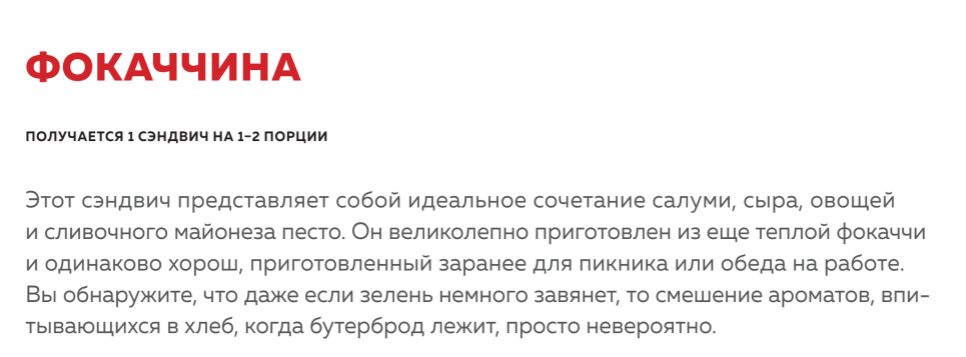 ФОКАЧЧИНА
ПОЛУЧАЕТСЯ 1 СЭНДВИЧ НА 1–2 ПОРЦИИ
Этот сэндвич представляет собой идеальное сочетание салуми, сыра, овощей
и сливочного майонеза песто. Он великолепно приготовлен из еще теплой фокаччи
и одинаково хорош, приготовленный заранее для пикника или обеда на работе.
Вы обнаружите, что даже если зелень немного завянет, то смешение ароматов, впи-
тывающихся в хлеб, когда бутерброд лежит, просто невероятно.